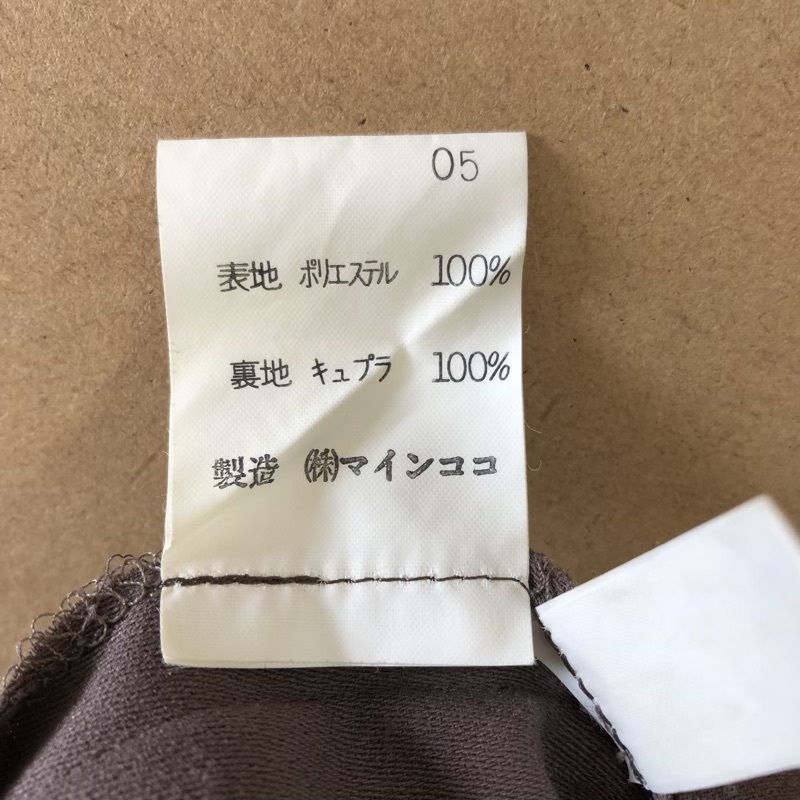 05
表地 ポリエステル 100%
裏地 キュプラ 100%
製造 ㈱マインココ